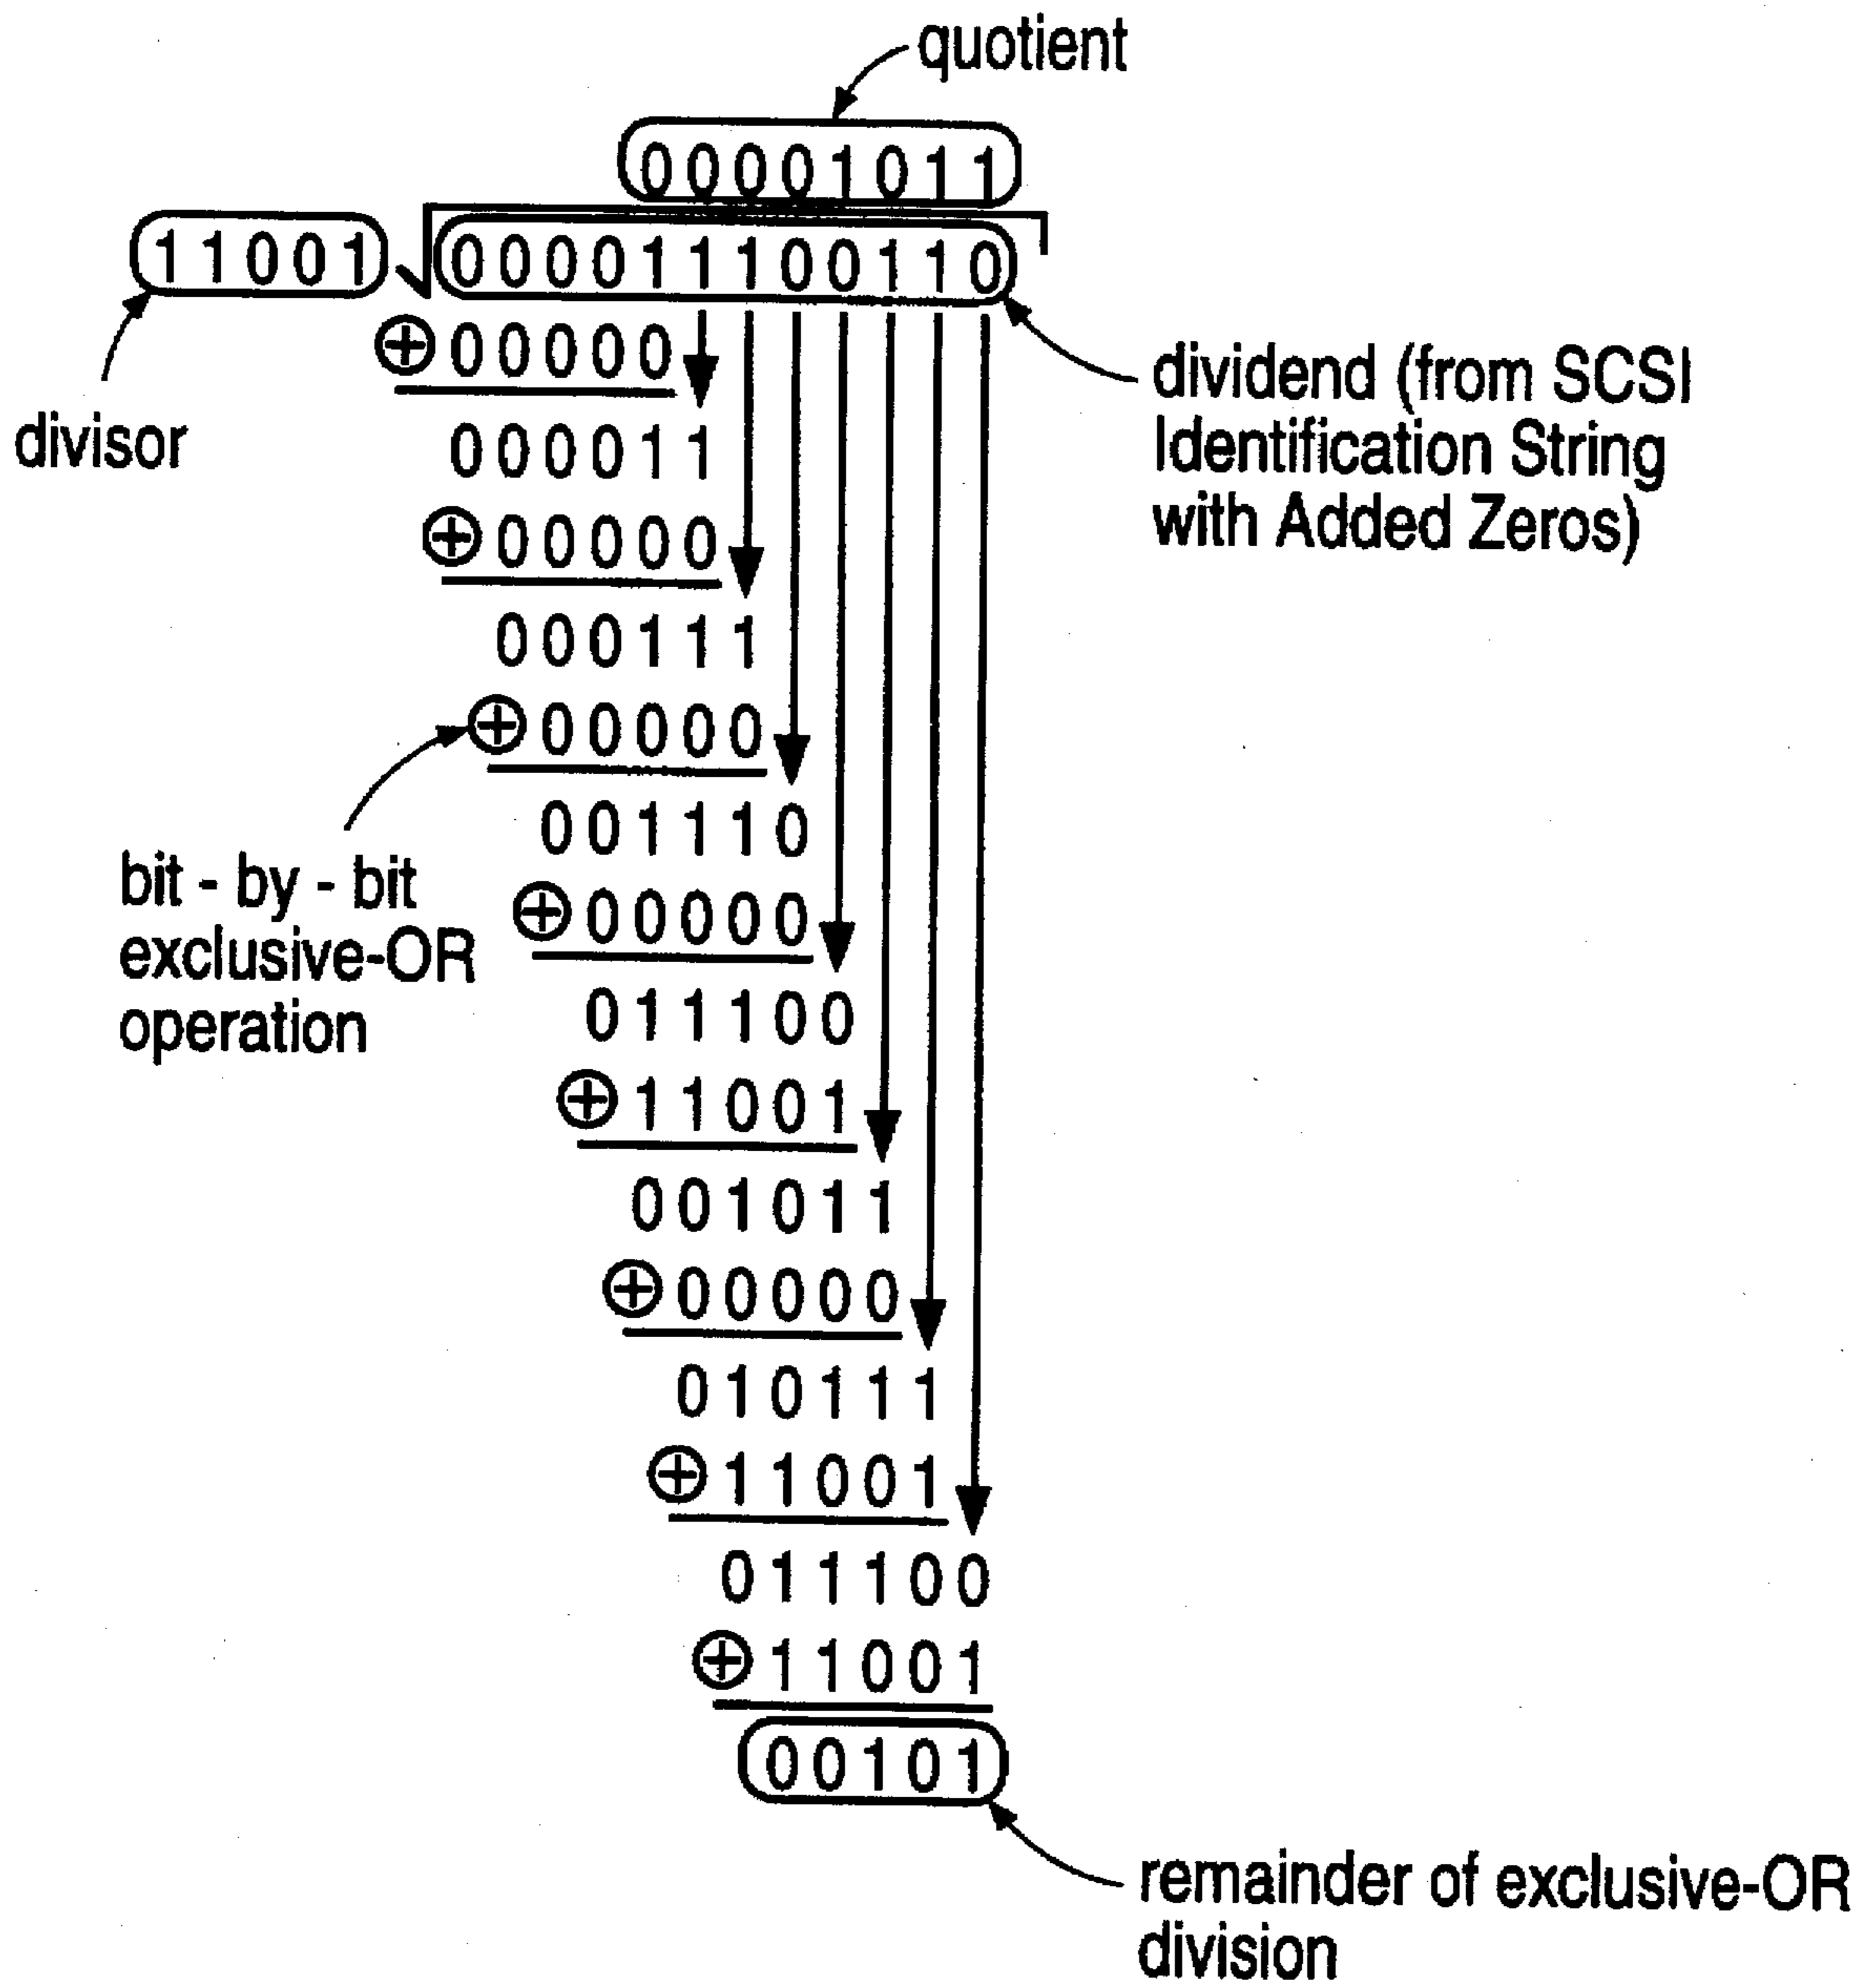 quotient
00001011
11001 000011100110
⊕00000
divisor
dividend (from SCSI
Identification String
with Added Zeros)
000011
⊕00000
000111
⊕00000
001110
bit - by - bit
exclusive-OR
operation
⊕00000
011100
⊕11001
001011
⊕00000
010111
⊕11001
011100
⊕11001
00101
remainder of exclusive-OR
division